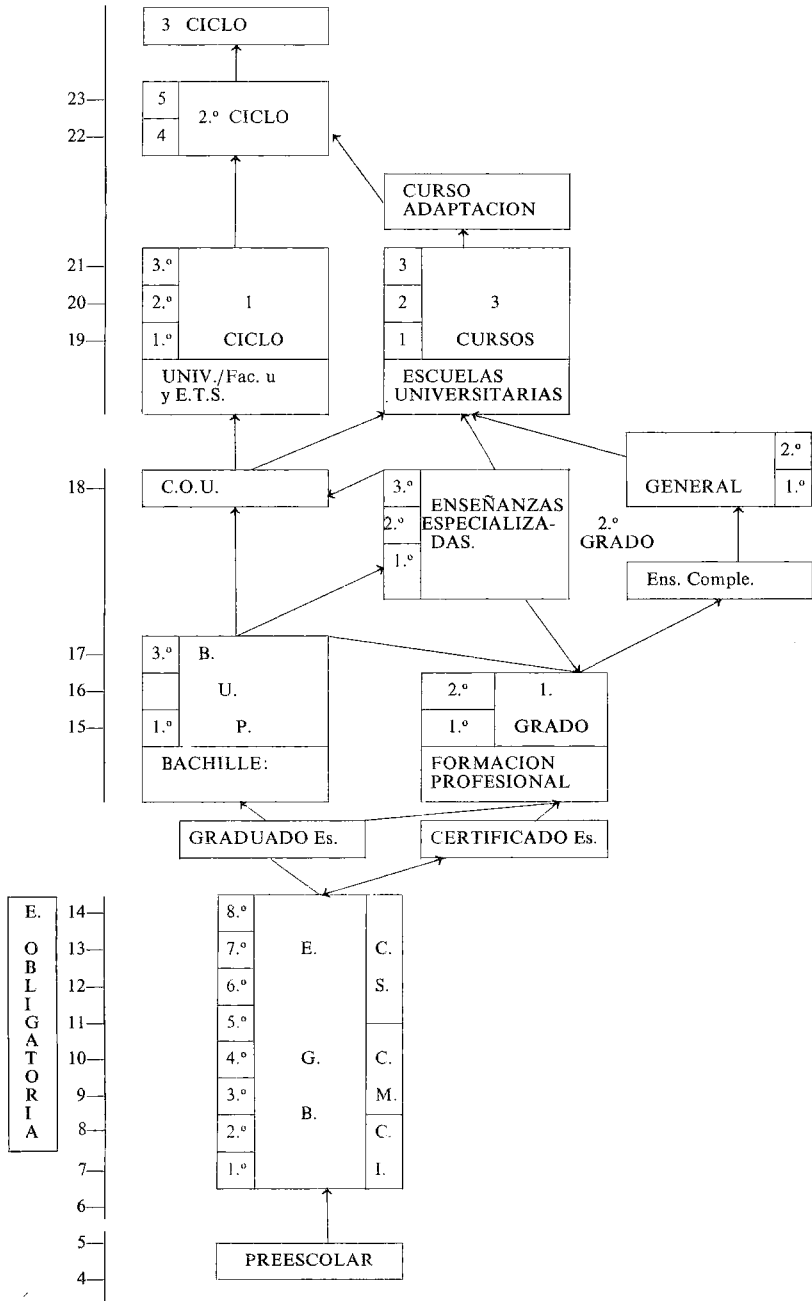 3 CICLO
23
5
2.º CICLO
22
4
CURSO
ADAPTACION
21
3.º
3
20
2.º
1
2
3
19
1.º
CICLO
1
CURSOS
UNIV./Fac. u
y E.T.S.
ESCUELAS
UNIVERSITARIAS
2.º
GENERAL
1.º
18
C.O.U.
3.º
ENSEÑANZAS
2.º
ESPECIALIZA-
DAS.
1.º
2.º
GRADO
Ens. Comple.
17
3.º
B.
16
U.
2.º
1.
15
1.º
P.
1.º
GRADO
BACHILLE:
FORMACION
PROFESIONAL
GRADUADO Es.
CERTIFICADO Es.
E.
OBLIGATORIA
14
8.º
13
7.º
E.
C.
12
6.º
S.
11
5.º
10
4.º
G.
C.
9
3.º
B.
M.
8
2.º
C.
7
1.º
I.
6
5
PREESCOLAR
4